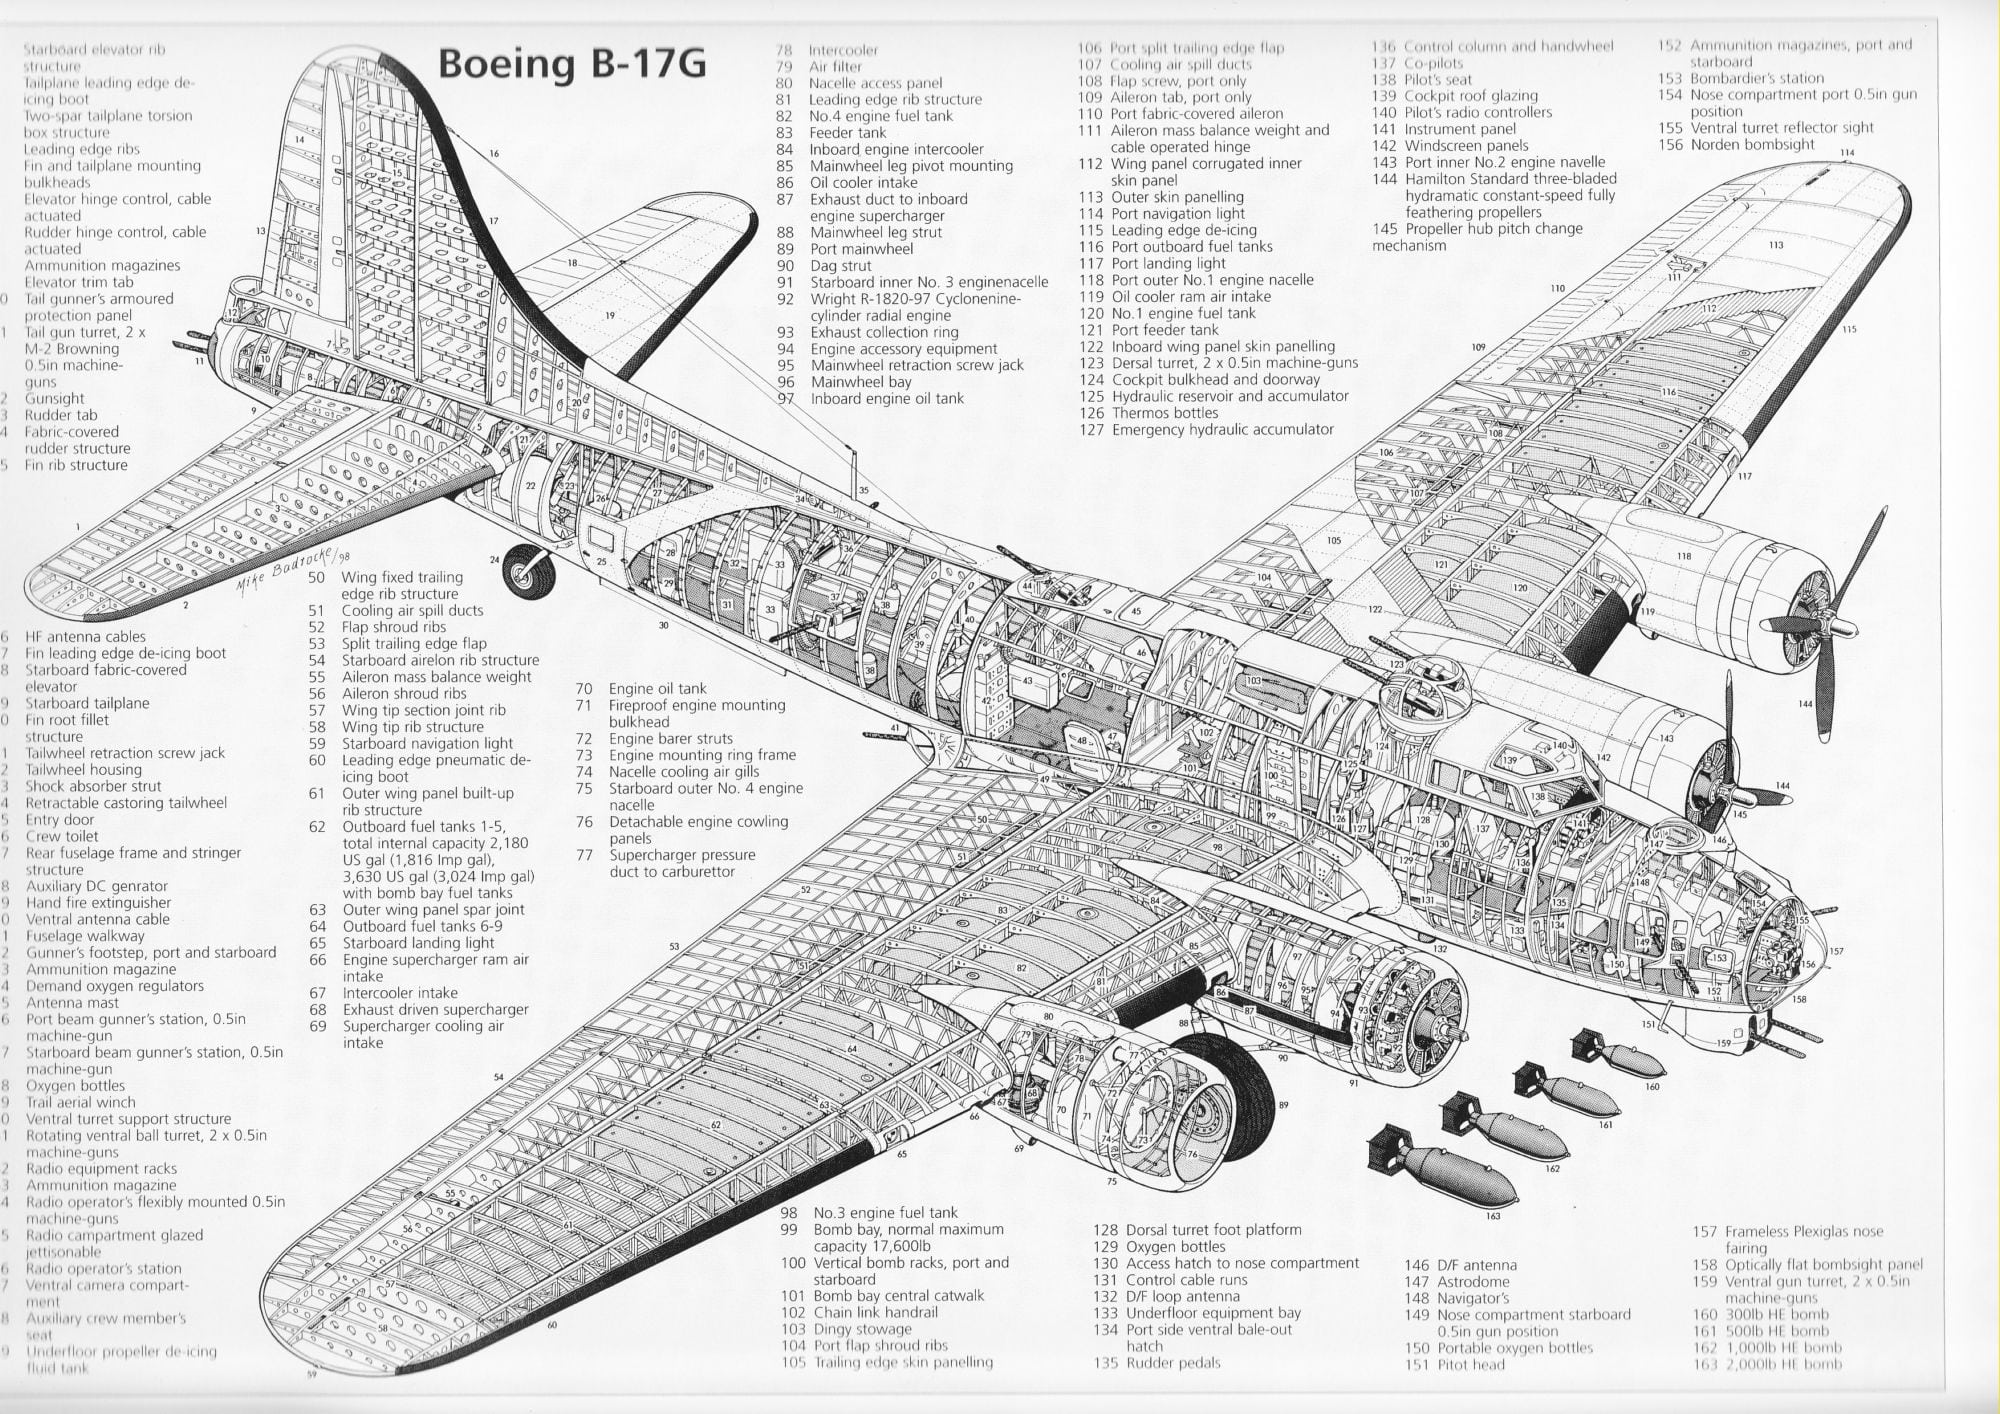 Boeing B-17G
Starboard elevator rib
structure
Tailplane leading edge de-
icing boot
Two-spar tailplane torsion
box structure
Leading edge ribs
Fin and tailplane mounting
bulkheads
Elevator hinge control, cable
actuated
Rudder hinge control, cable
actuated
Ammunition magazines
Elevator trim tab
0 Tail gunner's armoured
protection panel
1 Tail gun turret, 2 x
M-2 Browning
0.5in machine-
guns
2 Gunsight
3 Rudder tab
4 Fabric-covered
rudder structure
5 Fin rib structure
6 HF antenna cables
7 Fin leading edge de-icing boot
8 Starboard fabric-covered
elevator
9 Starboard tailplane
0 Fin root fillet
structure
1 Tailwheel retraction screw jack
2 Tailwheel housing
3 Shock absorber strut
4 Retractable castoring tailwheel
5 Entry door
6 Crew toilet
7 Rear fuselage frame and stringer
structure
8 Auxiliary DC genrator
9 Hand fire extinguisher
0 Ventral antenna cable
1 Fuselage walkway
2 Gunner's footstep, port and starboard
3 Ammunition magazine
4 Demand oxygen regulators
5 Antenna mast
6 Port beam gunner's station, 0.5in
machine-gun
7 Starboard beam gunner's station, 0.5in
machine-gun
8 Oxygen bottles
9 Trail aerial winch
0 Ventral turret support structure
1 Rotating ventral ball turret, 2 x 0.5in
machine-guns
2 Radio equipment racks
3 Ammunition magazine
4 Radio operator's flexibly mounted 0.5in
machine-guns
5 Radio campartment glazed
jettisonable
6 Radio operator's station
7 Ventral camera compart-
ment
8 Auxiliary crew member's
seat
9 Underfloor propeller de-icing
fluid tank
50 Wing fixed trailing
edge rib structure
51 Cooling air spill ducts
52 Flap shroud ribs
53 Split trailing edge flap
54 Starboard airelon rib structure
55 Aileron mass balance weight
56 Aileron shroud ribs
57 Wing tip section joint rib
58 Wing tip rib structure
59 Starboard navigation light
60 Leading edge pneumatic de-
icing boot
61 Outer wing panel built-up
rib structure
62 Outboard fuel tanks 1-5,
total internal capacity 2,180
US gal (1,816 Imp gal),
3,630 US gal (3,024 Imp gal)
with bomb bay fuel tanks
63 Outer wing panel spar joint
64 Outboard fuel tanks 6-9
65 Starboard landing light
66 Engine supercharger ram air
intake
67 Intercooler intake
68 Exhaust driven supercharger
69 Supercharger cooling air
intake
70 Engine oil tank
71 Fireproof engine mounting
bulkhead
72 Engine barer struts
73 Engine mounting ring frame
74 Nacelle cooling air gills
75 Starboard outer No. 4 engine
nacelle
76 Detachable engine cowling
panels
77 Supercharger pressure
duct to carburettor
78 Intercooler
79 Air filter
80 Nacelle access panel
81 Leading edge rib structure
82 No.4 engine fuel tank
83 Feeder tank
84 Inboard engine intercooler
85 Mainwheel leg pivot mounting
86 Oil cooler intake
87 Exhaust duct to inboard
engine supercharger
88 Mainwheel leg strut
89 Port mainwheel
90 Dag strut
91 Starboard inner No. 3 enginenacelle
92 Wright R-1820-97 Cyclonenine-
cylinder radial engine
93 Exhaust collection ring
94 Engine accessory equipment
95 Mainwheel retraction screw jack
96 Mainwheel bay
97 Inboard engine oil tank
98 No.3 engine fuel tank
99 Bomb bay, normal maximum
capacity 17,600lb
100 Vertical bomb racks, port and
starboard
101 Bomb bay central catwalk
102 Chain link handrail
103 Dingy stowage
104 Port flap shroud ribs
105 Trailing edge skin panelling
106 Port split trailing edge flap
107 Cooling air spill ducts
108 Flap screw, port only
109 Aileron tab, port only
110 Port fabric-covered aileron
111 Aileron mass balance weight and
cable operated hinge
112 Wing panel corrugated inner
skin panel
113 Outer skin panelling
114 Port navigation light
115 Leading edge de-icing
116 Port outboard fuel tanks
117 Port landing light
118 Port outer No.1 engine nacelle
119 Oil cooler ram air intake
120 No.1 engine fuel tank
121 Port feeder tank
122 Inboard wing panel skin panelling
123 Dersal turret, 2 x 0.5in machine-guns
124 Cockpit bulkhead and doorway
125 Hydraulic reservoir and accumulator
126 Thermos bottles
127 Emergency hydraulic accumulator
128 Dorsal turret foot platform
129 Oxygen bottles
130 Access hatch to nose compartment
131 Control cable runs
132 D/F loop antenna
133 Underfloor equipment bay
134 Port side ventral bale-out
hatch
135 Rudder pedals
136 Control column and handwheel
137 Co-pilots
138 Pilot's seat
139 Cockpit roof glazing
140 Pilot's radio controllers
141 Instrument panel
142 Windscreen panels
143 Port inner No.2 engine navelle
144 Hamilton Standard three-bladed
hydramatic constant-speed fully
feathering propellers
145 Propeller hub pitch change
mechanism
146 D/F antenna
147 Astrodome
148 Navigator's
149 Nose compartment starboard
0.5in gun position
150 Portable oxygen bottles
151 Pitot head
152 Ammunition magazines, port and
starboard
153 Bombardier's station
154 Nose compartment port 0.5in gun
position
155 Ventral turret reflector sight
156 Norden bombsight
157 Frameless Plexiglas nose
fairing
158 Optically flat bombsight panel
159 Ventral gun turret, 2 x 0.5in
machine-guns
160 300lb HE bomb
161 500lb HE bomb
162 1,000lb HE bomb
163 2,000lb HE bomb
Mike Badrocke/98